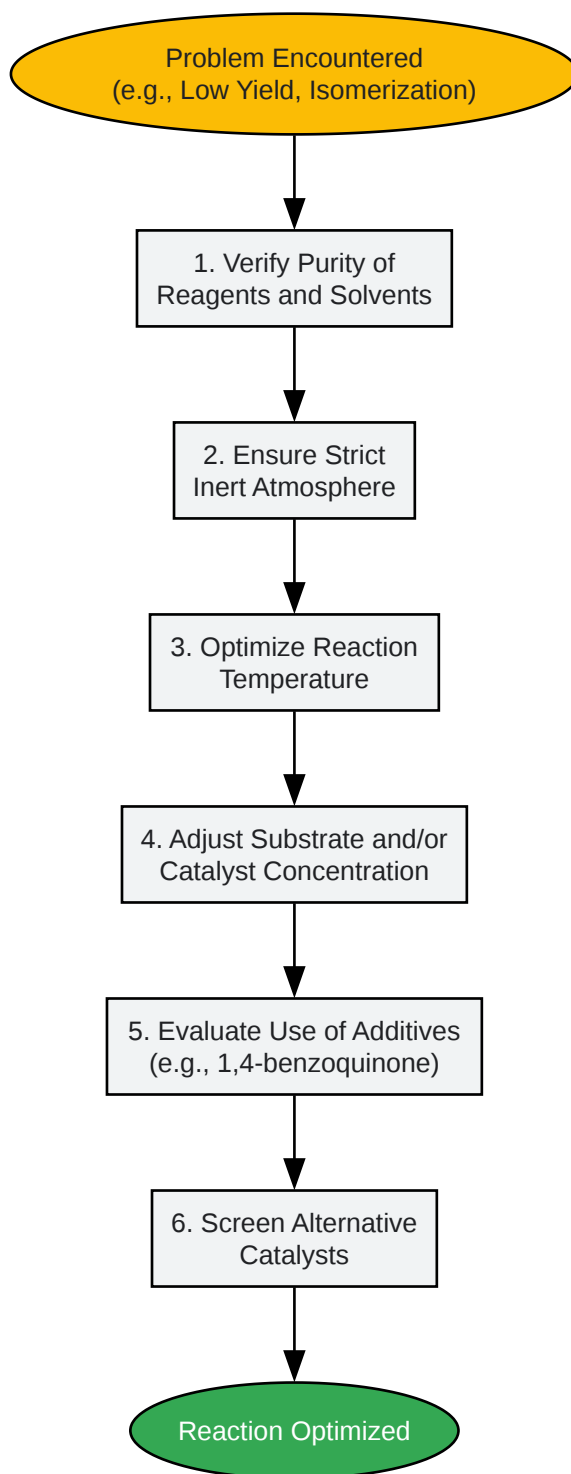 Problem Encountered
(e.g., Low Yield, Isomerization)
1. Verify Purity of
Reagents and Solvents
2. Ensure Strict
Inert Atmosphere
3. Optimize Reaction
Temperature
4. Adjust Substrate and/or
Catalyst Concentration
5. Evaluate Use of Additives
(e.g., 1,4-benzoquinone)
6. Screen Alternative
Catalysts
Reaction Optimized